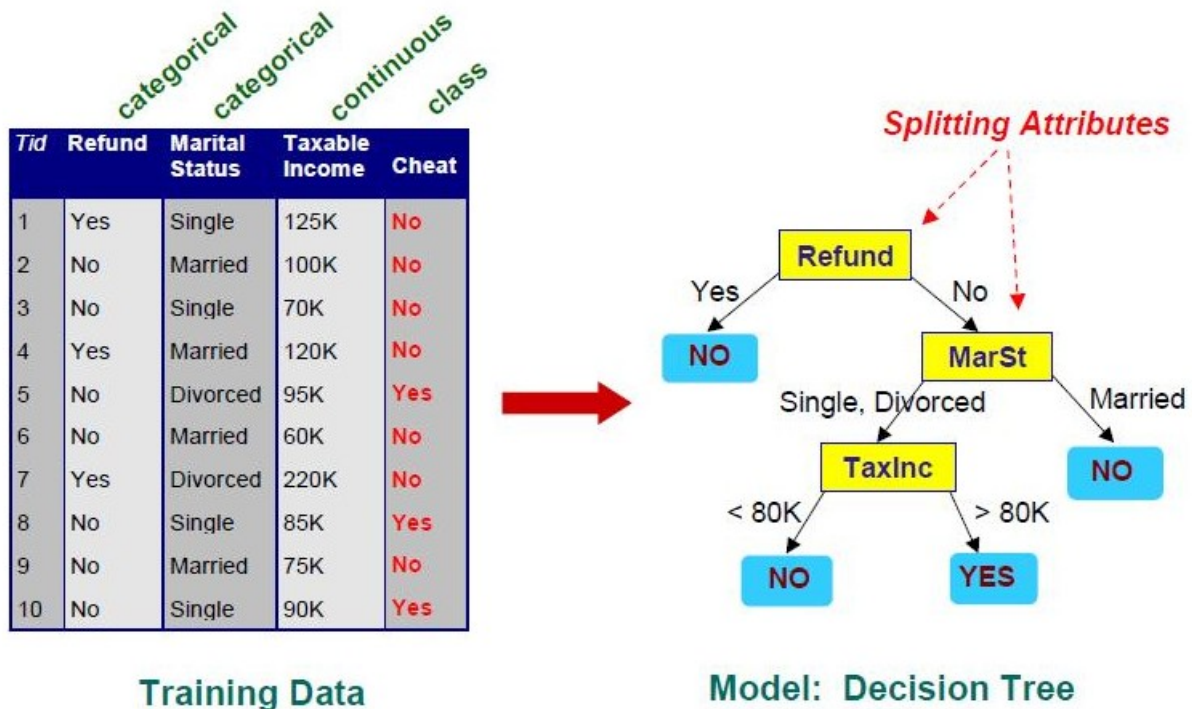 categorical categorical continuous class
Tid Refund Marital Status Taxable Income Cheat
1 Yes Single 125K No
2 No Married 100K No
3 No Single 70K No
4 Yes Married 120K No
5 No Divorced 95K Yes
6 No Married 60K No
7 Yes Divorced 220K No
8 No Single 85K Yes
9 No Married 75K No
10 No Single 90K Yes
Training Data
Splitting Attributes
Refund
Yes No
NO MarSt
Single, Divorced Married
TaxInc NO
< 80K > 80K
NO YES
Model: Decision Tree